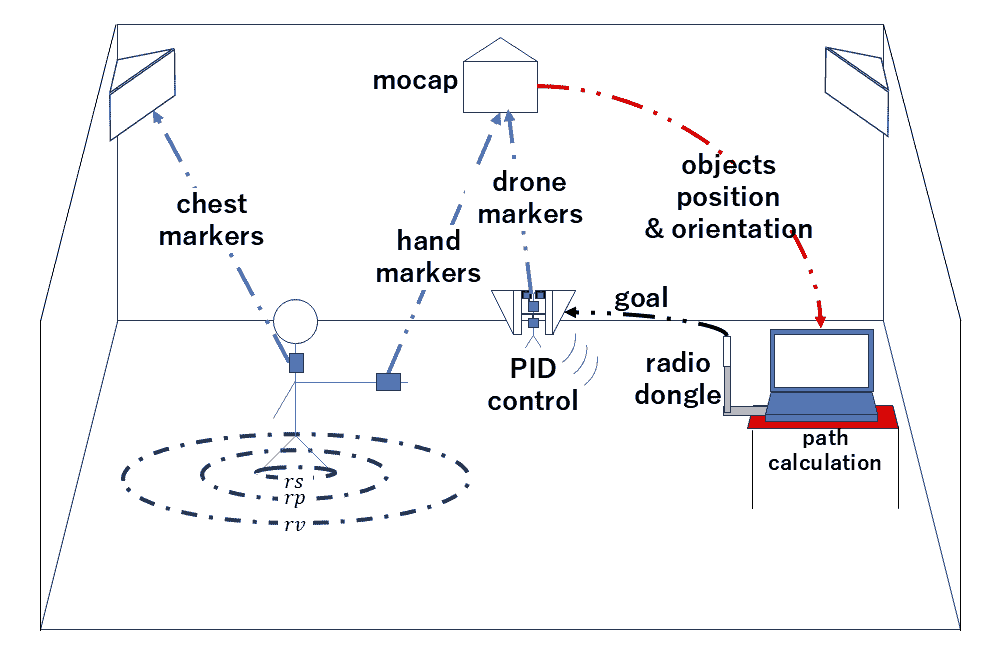 mocap
objects
position
& orientation
drone
markers
chest
markers
hand
markers
goal
radio
dongle
PID
control
path
calculation
rs
rp
rv